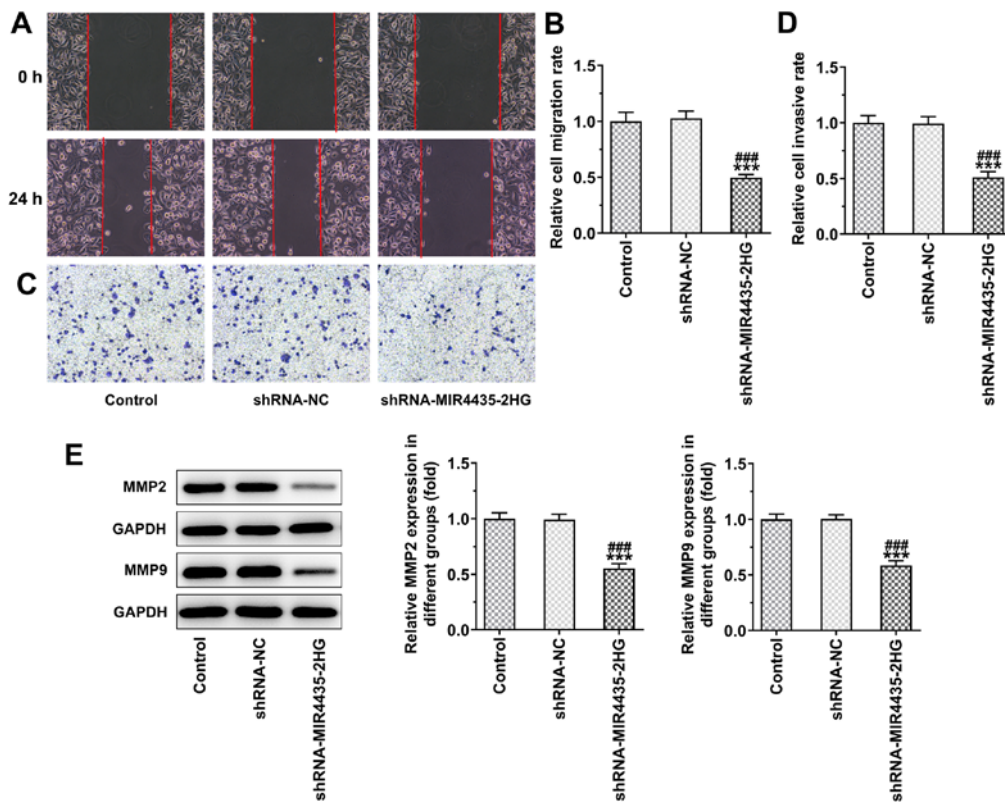 A
0 h
24 h
C
Control
shRNA-NC
shRNA-MIR4435-2HG
B
Relative cell migration rate
1.5
1.0
0.5
0.0
###
***
Control
shRNA-NC
shRNA-MIR4435-2HG
D
Relative cell invasive rate
1.5
1.0
0.5
0.0
###
***
Control
shRNA-NC
shRNA-MIR4435-2HG
E
MMP2
GAPDH
MMP9
GAPDH
Control
shRNA-NC
shRNA-MIR4435-2HG
Relative MMP2 expression in
different groups (fold)
1.5
1.0
0.5
0.0
###
***
Control
shRNA-NC
shRNA-MIR4435-2HG
Relative MMP9 expression in
different groups (fold)
1.5
1.0
0.5
0.0
###
***
Control
shRNA-NC
shRNA-MIR4435-2HG